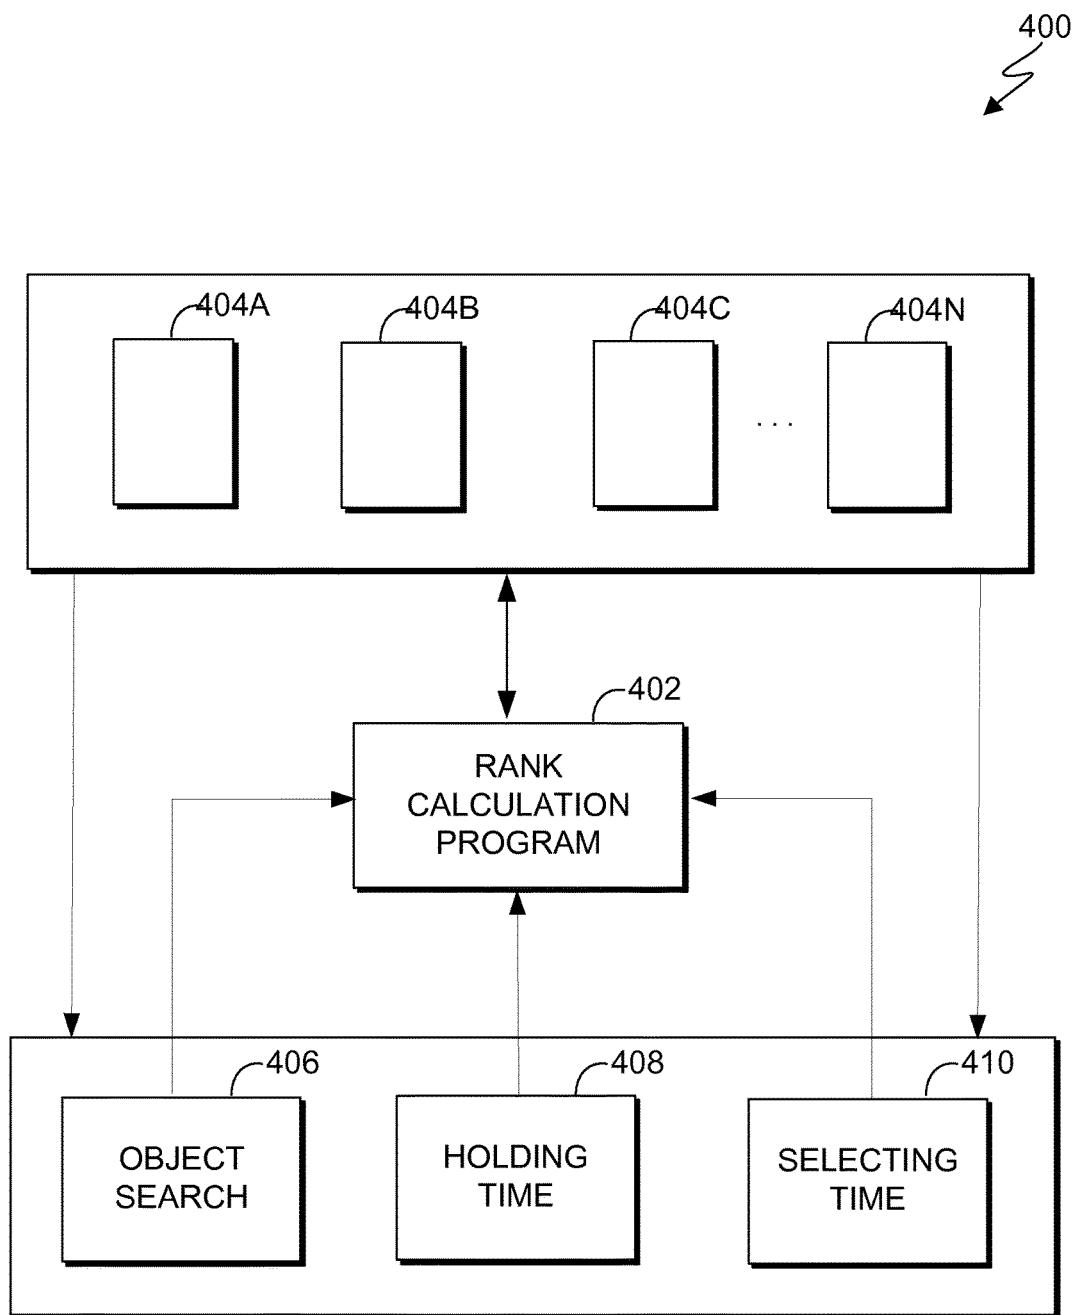 400
404A
404B
404C
404N
. . .
402
RANK
CALCULATION
PROGRAM
406
408
410
OBJECT
SEARCH
HOLDING
TIME
SELECTING
TIME